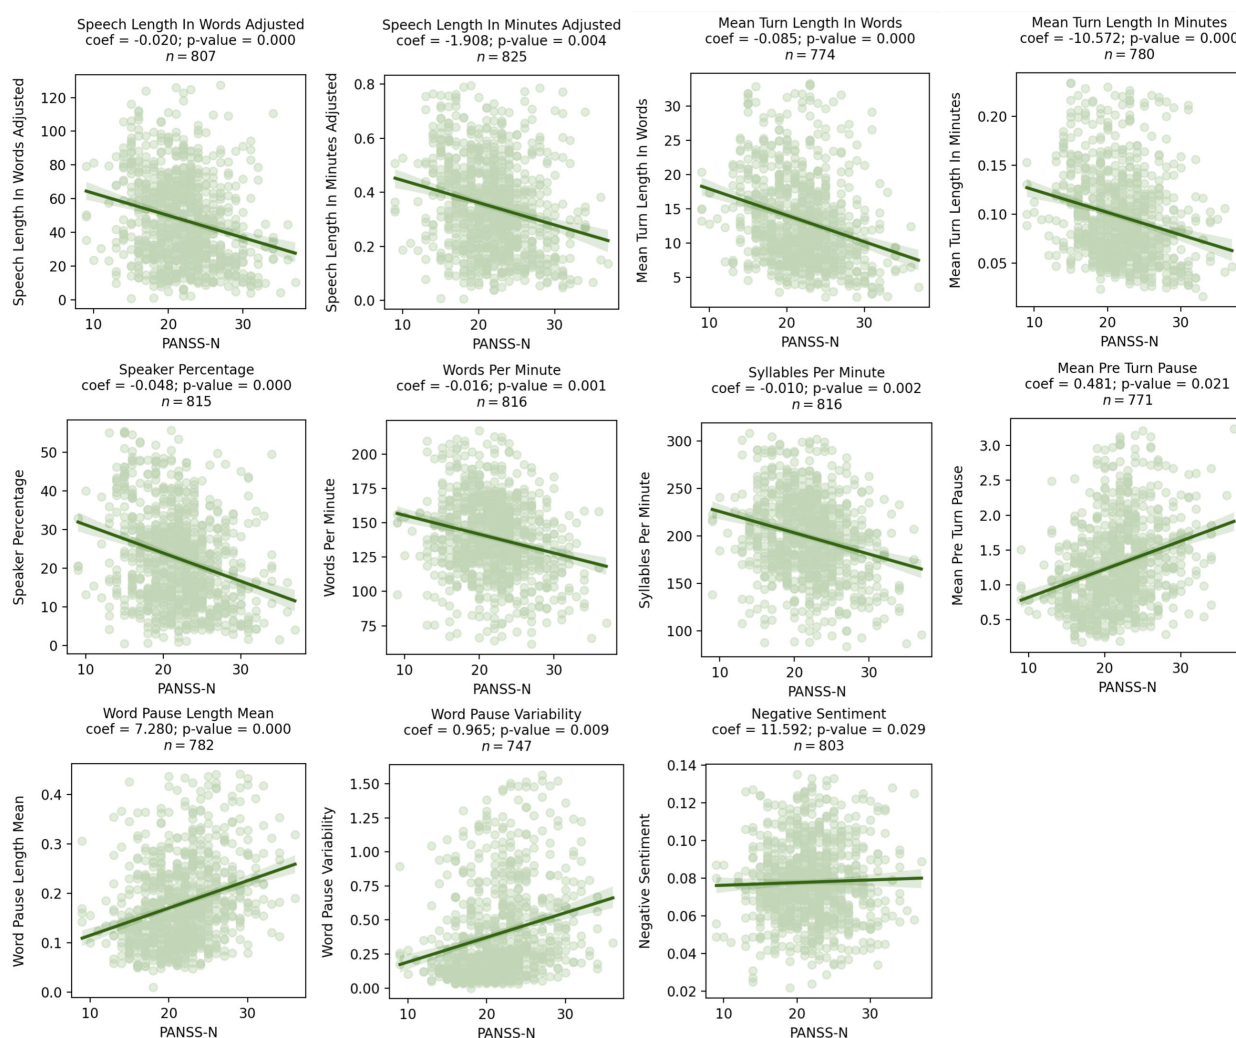 Speech Length In Words Adjusted
coef = -0.020; p-value = 0.000
n = 807
Speech Length In Words Adjusted
120
100
80
60
40
20
0
10 20 30
PANSS-N
Speech Length In Minutes Adjusted
coef = -1.908; p-value = 0.004
n = 825
Speech Length In Minutes Adjusted
0.8
0.6
0.4
0.2
0.0
10 20 30
PANSS-N
Mean Turn Length In Words
coef = -0.085; p-value = 0.000
n = 774
Mean Turn Length In Words
30
25
20
15
10
5
10 20 30
PANSS-N
Mean Turn Length In Minutes
coef = -10.572; p-value = 0.000
n = 780
Mean Turn Length In Minutes
0.20
0.15
0.10
0.05
10 20 30
PANSS-N
Speaker Percentage
coef = -0.048; p-value = 0.000
n = 815
Speaker Percentage
50
40
30
20
10
0
10 20 30
PANSS-N
Words Per Minute
coef = -0.016; p-value = 0.001
n = 816
Words Per Minute
200
175
150
125
100
75
10 20 30
PANSS-N
Syllables Per Minute
coef = -0.010; p-value = 0.002
n = 816
Syllables Per Minute
300
250
200
150
100
10 20 30
PANSS-N
Mean Pre Turn Pause
coef = 0.481; p-value = 0.021
n = 771
Mean Pre Turn Pause
3.0
2.5
2.0
1.5
1.0
0.5
10 20 30
PANSS-N
Word Pause Length Mean
coef = 7.280; p-value = 0.000
n = 782
Word Pause Length Mean
0.4
0.3
0.2
0.1
0.0
10 20 30
PANSS-N
Word Pause Variability
coef = 0.965; p-value = 0.009
n = 747
Word Pause Variability
1.50
1.25
1.00
0.75
0.50
0.25
0.00
10 20 30
PANSS-N
Negative Sentiment
coef = 11.592; p-value = 0.029
n = 803
Negative Sentiment
0.14
0.12
0.10
0.08
0.06
0.04
0.02
10 20 30
PANSS-N